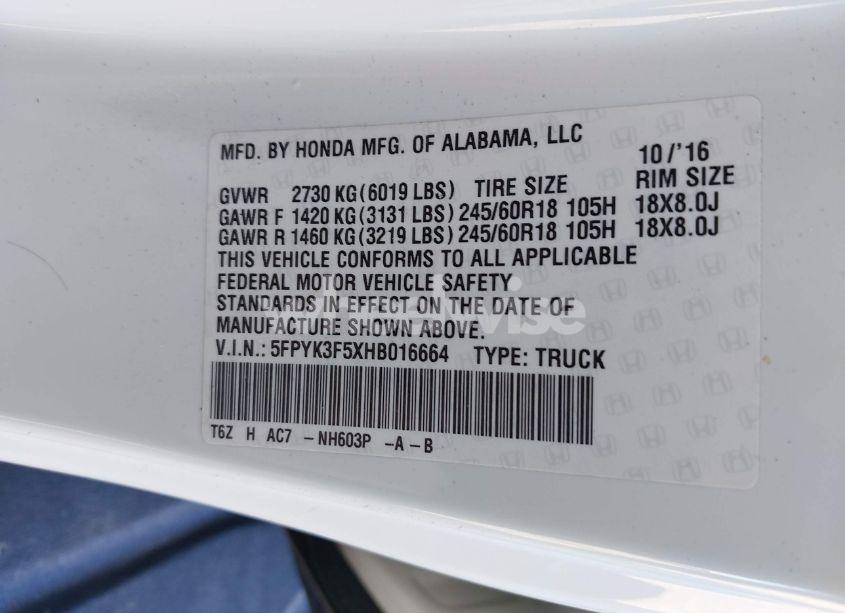 MFD. BY HONDA MFG. OF ALABAMA, LLC 10/'16
GVWR 2730 KG(6019 LBS) TIRE SIZE RIM SIZE
GAWR F 1420 KG(3131 LBS) 245/60R18 105H 18X8.0J
GAWR R 1460 KG(3219 LBS) 245/60R18 105H 18X8.0J
THIS VEHICLE CONFORMS TO ALL APPLICABLE
FEDERAL MOTOR VEHICLE SAFETY
STANDARDS IN EFFECT ON THE DATE OF
MANUFACTURE SHOWN ABOVE.
V.I.N.: 5FPYK3F5XHB016664 TYPE: TRUCK
T6Z H AC7 -NH603P -A-B